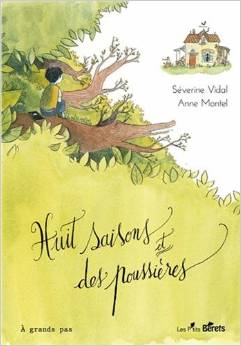 Séverine Vidal
Anne Montel
Huit saisons et
des poussières
À grands pas
Les P'tits Bérets